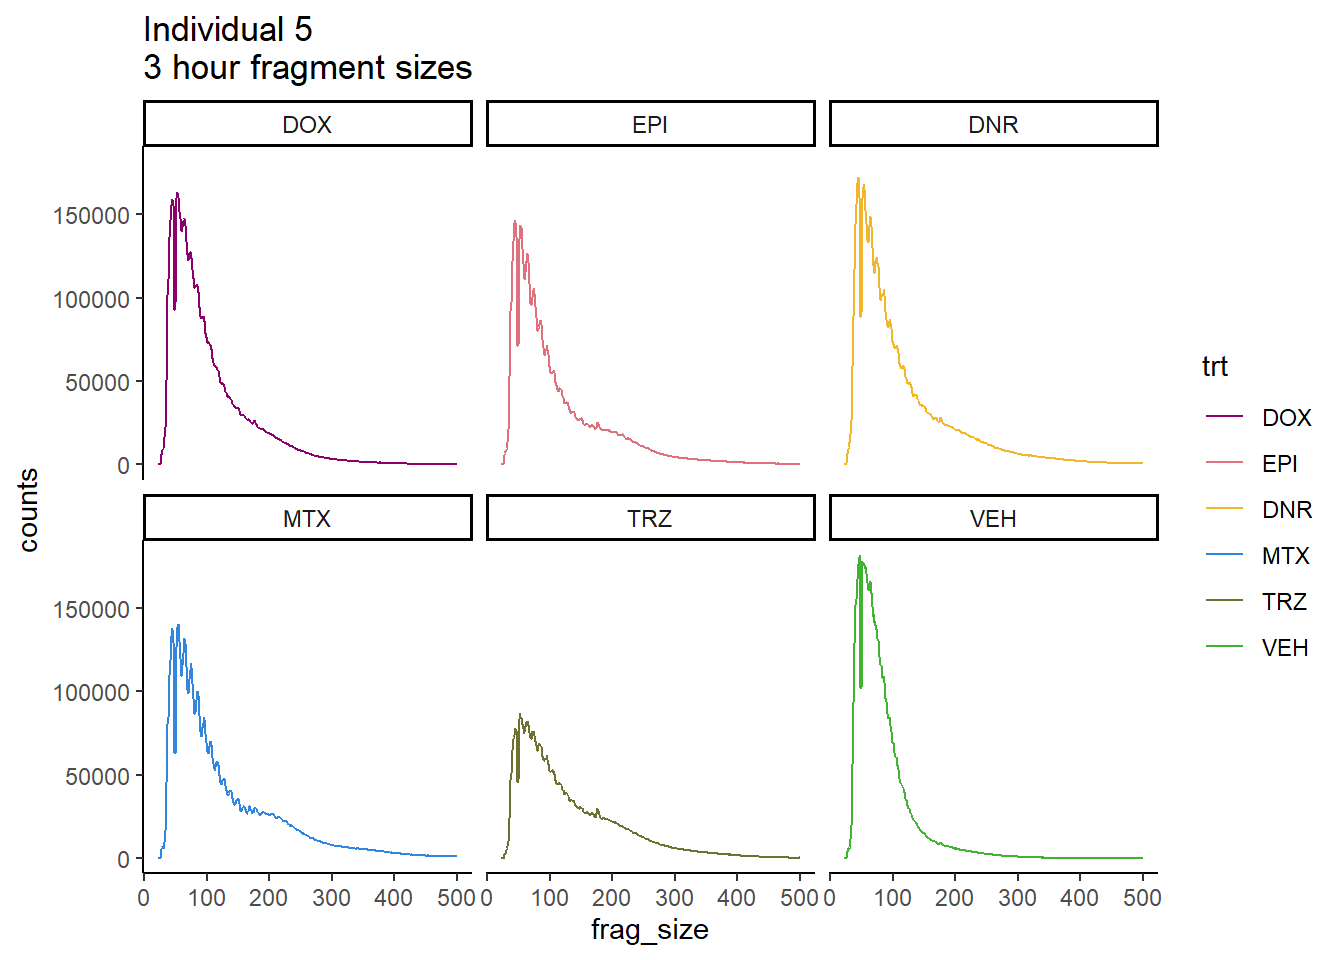 Individual 5
3 hour fragment sizes
DOX EPI DNR
150000
100000
50000
0
MTX TRZ VEH
150000
100000
50000
0
0 100 200 300 400 500 0 100 200 300 400 500 0 100 200 300 400 500
frag_size
counts
trt
DOX
EPI
DNR
MTX
TRZ
VEH